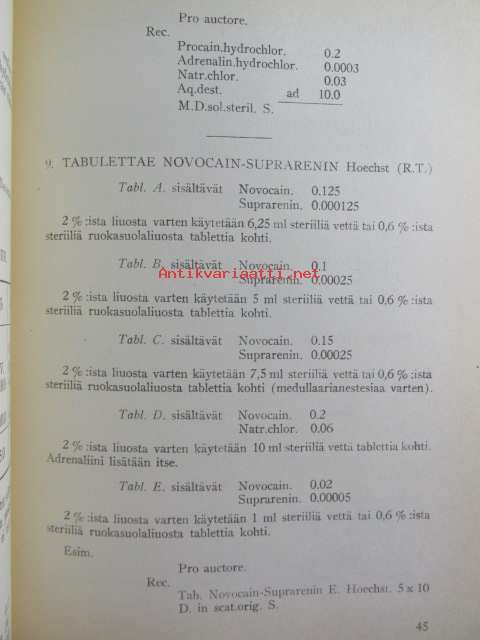 Pro auctore.
Rec.
Procain.hydrochlor. 0.2
Adrenalin.hydrochlor. 0.0003
Natr.chlor. 0.03
Aq.dest. ad 10.0
M.D.sol.steril. S.
9. TABULETTAE NOVOCAIN-SUPRARENIN Hoechst (R.T.)
Tabl. A. sisältävät Novocain. 0.125
Suprarenin. 0.000125
2 % :ista liuosta varten käytetään 6,25 ml steriiliä vettä tai 0,6 % :ista
steriiliä ruokasuolaliuosta tablettia kohti.
Tabl. B. sisältävät Novocain. 0.1
Antikvariaatti.net
Suprarenin. 0.00025
2 % :ista liuosta varten käytetään 5 ml steriiliä vettä tai 0,6 % :ista
steriiliä ruokasuolaliuosta tablettia kohti.
Tabl. C. sisältävät Novocain. 0.15
Suprarenin. 0.00025
2 % :ista liuosta varten käytetään 7,5 ml steriiliä vettä tai 0,6 % :ista
steriiliä ruokasuolaliuosta tablettia kohti (medullaarianestesiaa varten).
Tabl. D. sisältävät Novocain. 0.2
Natr.chlor. 0.06
2 % :ista liuosta varten käytetään 10 ml steriiliä vettä tablettia kohti.
Adrenaliini lisätään itse.
Tabl. E. sisältävät Novocain. 0.02
Suprarenin. 0.00005
2 % :ista liuosta varten käytetään 1 ml steriiliä vettä tai 0,6 % :ista
steriiliä ruokasuolaliuosta tablettia kohti.
Esim.
Pro auctore.
Rec.
Tab. Novocain-Suprarenin E. Hoechst. 5 x 10
D. in scat.orig. S.
45